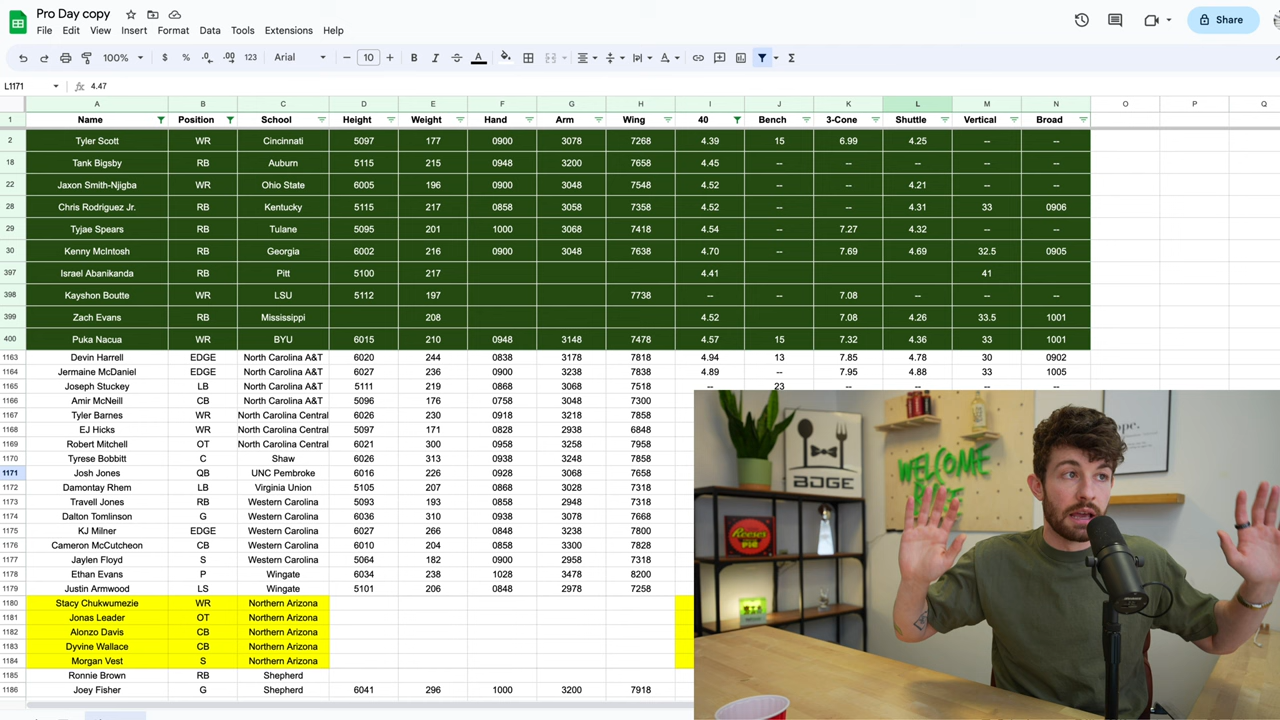 Pro Day copy
File Edit View Insert Format Data Tools Extensions Help
Share
100% $ % .0 .00 123 Arial 10 B I S A Σ
L1171 fx 4.47
A B C D E F G H I J K L M N O P Q
1 Name Position School Height Weight Hand Arm Wing 40 Bench 3-Cone Shuttle Vertical Broad
2 Tyler Scott WR Cincinnati 5097 177 0900 3078 7268 4.39 15 6.99 4.25 -- --
18 Tank Bigsby RB Auburn 5115 215 0948 3200 7658 4.45 -- -- -- -- --
22 Jaxon Smith-Njigba WR Ohio State 6005 196 0900 3048 7548 4.52 -- -- 4.21 -- --
28 Chris Rodriguez Jr. RB Kentucky 5115 217 0858 3058 7358 4.52 -- -- 4.31 33 0906
29 Tyjae Spears RB Tulane 5095 201 1000 3068 7418 4.54 -- 7.27 4.32 -- --
30 Kenny McIntosh RB Georgia 6002 216 0900 3048 7638 4.70 -- 7.69 4.69 32.5 0905
397 Israel Abanikanda RB Pitt 5100 217 4.41 41
398 Kayshon Boutte WR LSU 5112 197 7738 -- -- 7.08 -- -- --
399 Zach Evans RB Mississippi 208 4.52 7.08 4.26 33.5 1001
400 Puka Nacua WR BYU 6015 210 0948 3148 7478 4.57 15 7.32 4.36 33 1001
1163 Devin Harrell EDGE North Carolina A&T 6020 244 0838 3178 7818 4.94 13 7.85 4.78 30 0902
1164 Jermaine McDaniel EDGE North Carolina A&T 6027 236 0900 3238 7838 4.89 -- 7.95 4.88 33 1005
1165 Joseph Stuckey LB North Carolina A&T 5111 219 0868 3068 7518 -- 23 -- -- -- --
1166 Amir McNeill CB North Carolina A&T 5096 176 0758 3048 7300
1167 Tyler Barnes WR North Carolina Central 6026 230 0918 3218 7858
1168 EJ Hicks WR North Carolina Central 5097 171 0828 2938 6848
1169 Robert Mitchell OT North Carolina Central 6021 300 0958 3258 7958
1170 Tyrese Bobbitt C Shaw 6026 313 0938 3248 7858
1171 Josh Jones QB UNC Pembroke 6016 226 0928 3068 7658
1172 Damontay Rhem LB Virginia Union 5105 207 0868 3028 7318
1173 Travell Jones RB Western Carolina 5093 193 0858 2948 7318
1174 Dalton Tomlinson G Western Carolina 6036 310 0938 3078 7668
1175 KJ Milner EDGE Western Carolina 6027 266 0848 3238 7800
1176 Cameron McCutcheon CB Western Carolina 6010 204 0858 3300 7828
1177 Jaylen Floyd S Western Carolina 5064 182 0900 2958 7318
1178 Ethan Evans P Wingate 6034 238 1028 3478 8200
1179 Justin Armwood LS Wingate 5101 206 0848 2978 7258
1180 Stacy Chukwumezie WR Northern Arizona
1181 Jonas Leader OT Northern Arizona
1182 Alonzo Davis CB Northern Arizona
1183 Dyvine Wallace CB Northern Arizona
1184 Morgan Vest S Northern Arizona
1185 Ronnie Brown RB Shepherd
1186 Joey Fisher G Shepherd 6041 296 1000 3200 7918
BDGE
WELCOME
REESE'S
PIE